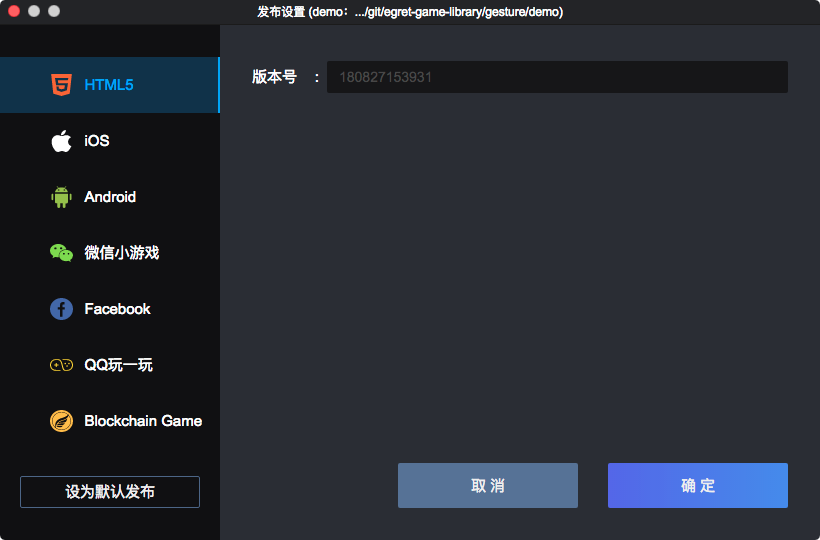 发布设置 (demo: .../git/egret-game-library/gesture/demo)
HTML5
iOS
Android
微信小游戏
Facebook
QQ玩一玩
Blockchain Game
设为默认发布
版本号 :
180827153931
取 消
确 定